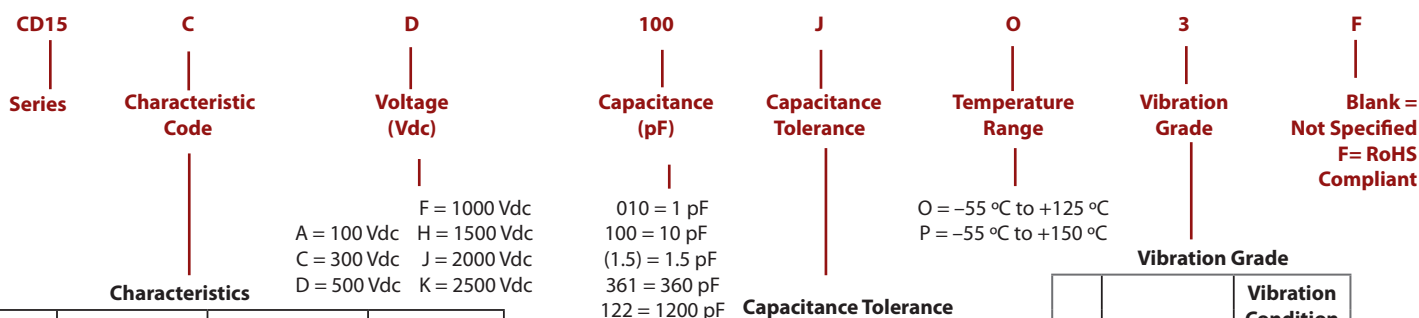 CD15 C D 100 J O 3 F
Series Characteristic Voltage Capacitance Capacitance Temperature Vibration Blank =
Code (Vdc) (pF) Tolerance Range Grade Not Specified
F= RoHS
Compliant
F = 1000 Vdc 010 = 1 pF O = –55 ºC to +125 ºC
A = 100 Vdc H = 1500 Vdc 100 = 10 pF P = –55 ºC to +150 ºC
C = 300 Vdc J = 2000 Vdc (1.5) = 1.5 pF Vibration Grade
D = 500 Vdc K = 2500 Vdc 361 = 360 pF
Characteristics 122 = 1200 pF Capacitance Tolerance Vibration
Condition